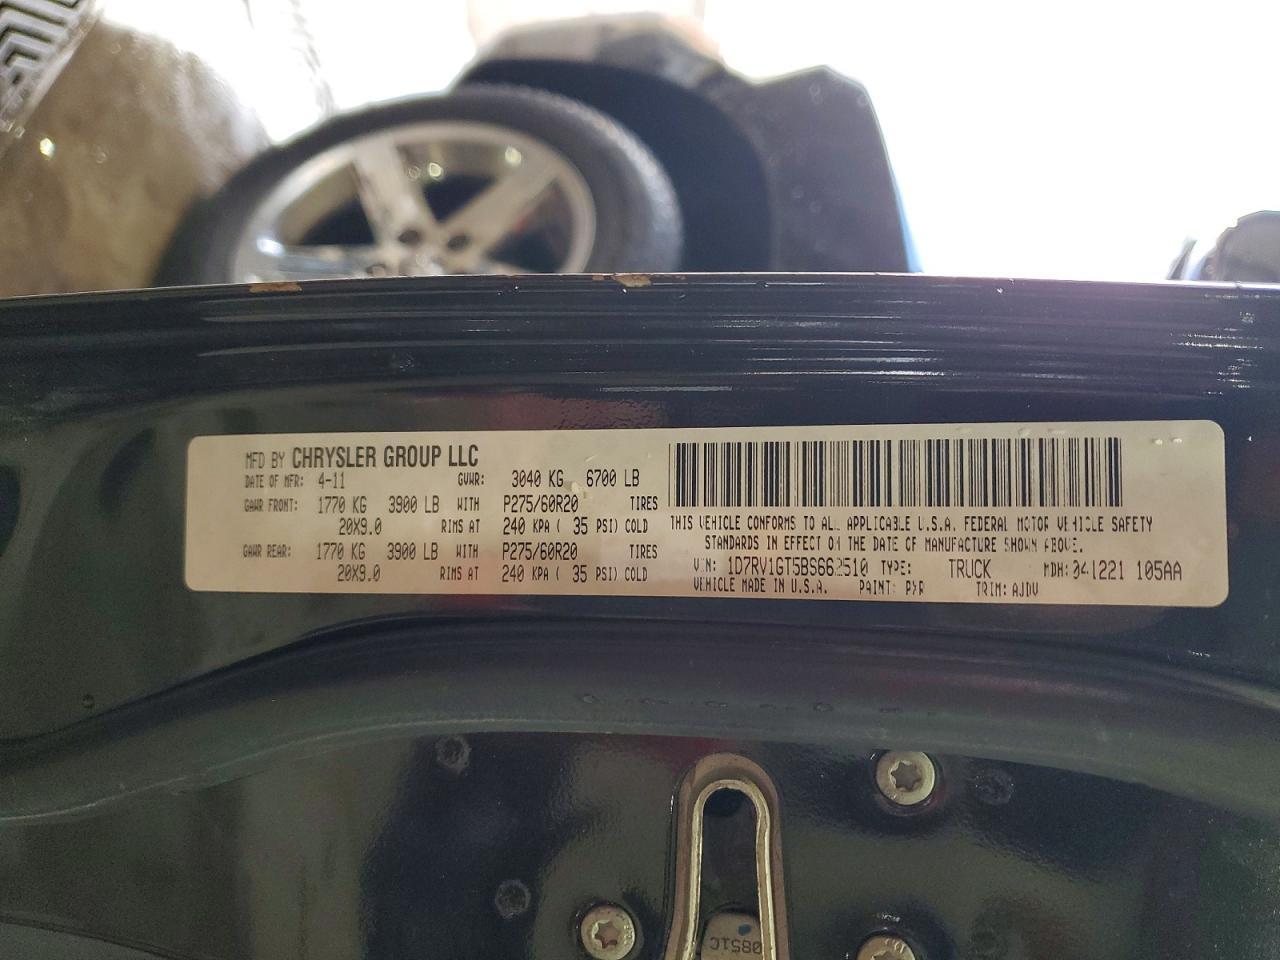 MFD BY CHRYSLER GROUP LLC
DATE OF MFR: 4-11 GVWR: 3040 KG 6700 LB
GAWR FRONT: 1770 KG 3900 LB WITH P275/60R20 TIRES
20X9.0 RIMS AT 240 KPA ( 35 PSI) COLD
GAWR REAR: 1770 KG 3900 LB WITH P275/60R20 TIRES
20X9.0 RIMS AT 240 KPA ( 35 PSI) COLD
THIS VEHICLE CONFORMS TO ALL APPLICABLE U.S.A. FEDERAL MOTOR VEHICLE SAFETY
STANDARDS IN EFFECT ON THE DATE OF MANUFACTURE SHOWN ABOVE.
VIN: 1D7RV1GT5BS662510 TYPE: TRUCK MDH: 041221 105AA
VEHICLE MADE IN U.S.A. PAINT: PXR TRIM: AJDV
0851C